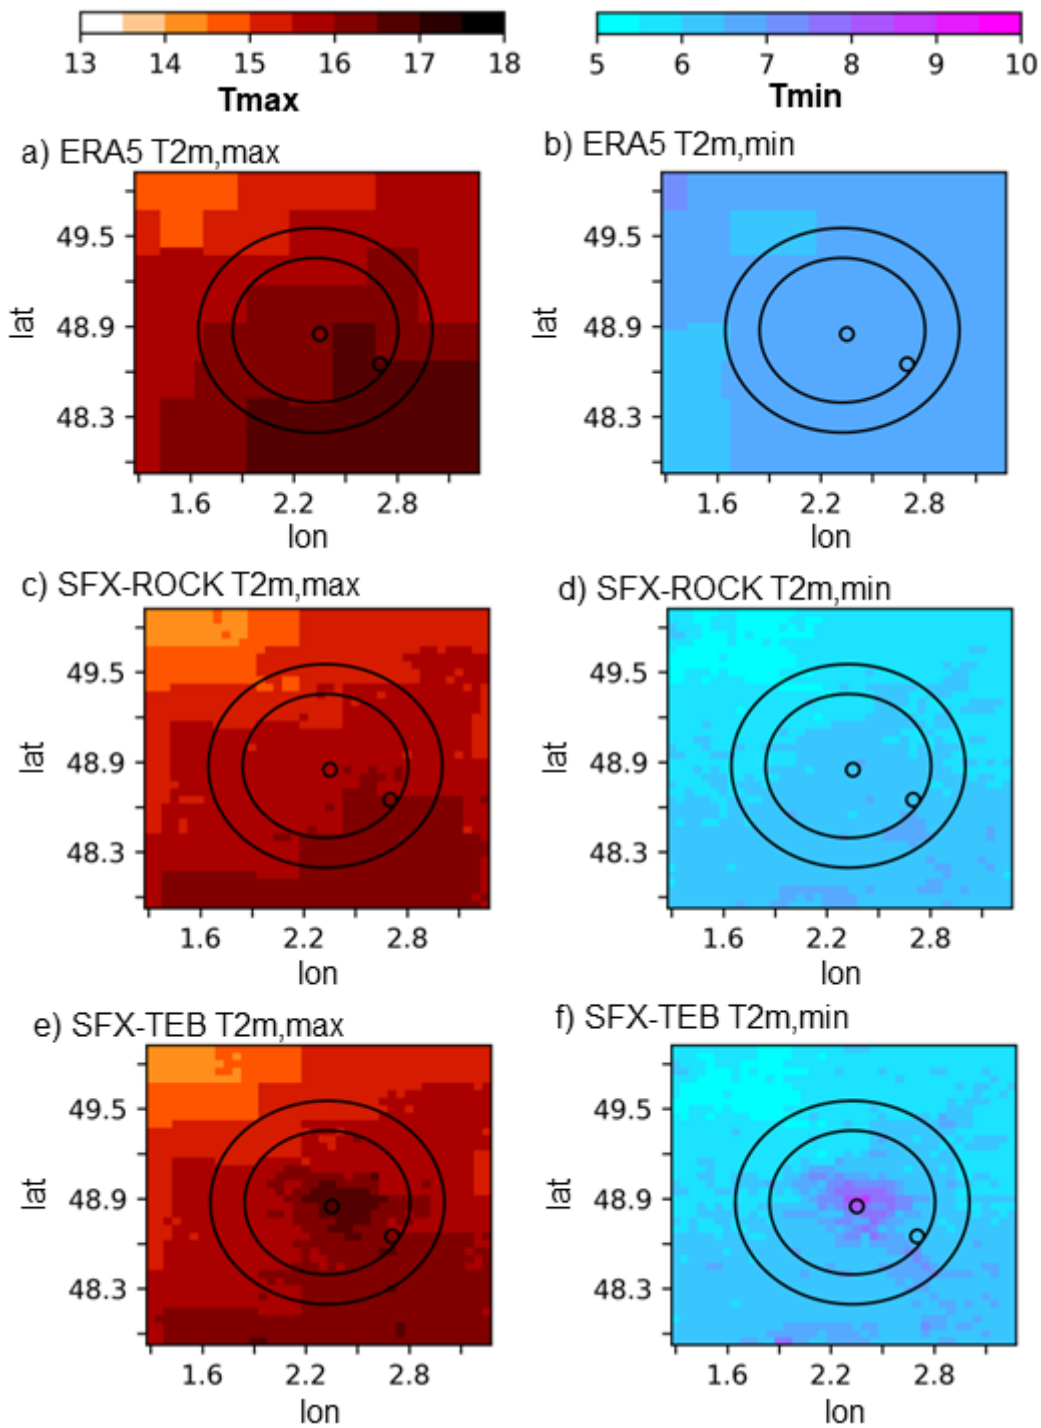 13 14 15 16 17 18
Tmax
5 6 7 8 9 10
Tmin
a) ERA5 T2m,max
49.5
48.9
48.3
lat
1.6 2.2 2.8
lon
b) ERA5 T2m,min
49.5
48.9
48.3
lat
1.6 2.2 2.8
lon
c) SFX-ROCK T2m,max
49.5
48.9
48.3
lat
1.6 2.2 2.8
lon
d) SFX-ROCK T2m,min
49.5
48.9
48.3
lat
1.6 2.2 2.8
lon
e) SFX-TEB T2m,max
49.5
48.9
48.3
lat
1.6 2.2 2.8
lon
f) SFX-TEB T2m,min
49.5
48.9
48.3
lat
1.6 2.2 2.8
lon